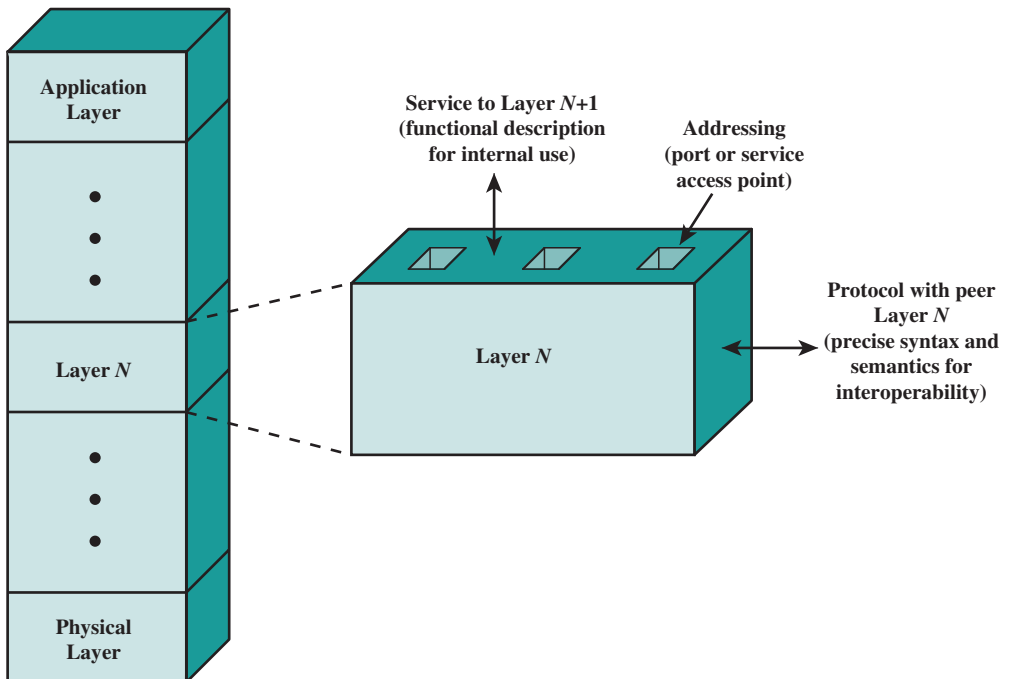 Application
Layer
Service to Layer N+1
(functional description
for internal use)
Addressing
(port or service
access point)
Layer N
Layer N
Protocol with peer
Layer N
(precise syntax and
semantics for
interoperability)
Physical
Layer